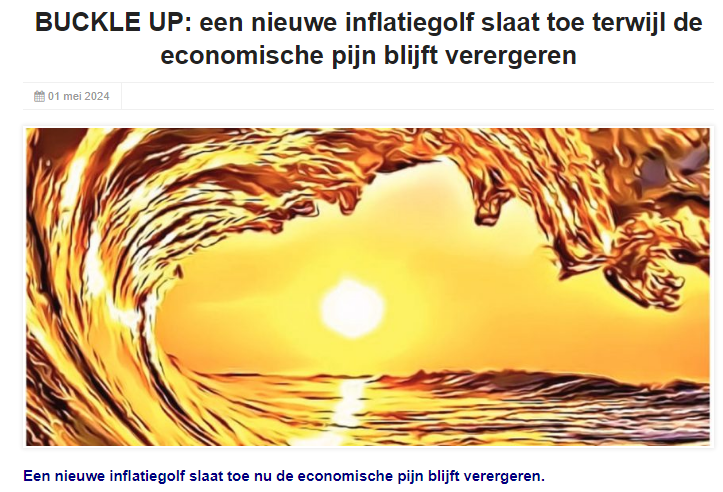 BUCKLE UP: een nieuwe inflatiegolf slaat toe terwijl de
economische pijn blijft verergeren
01 mei 2024
Een nieuwe inflatiegolf slaat toe nu de economische pijn blijft verergeren.